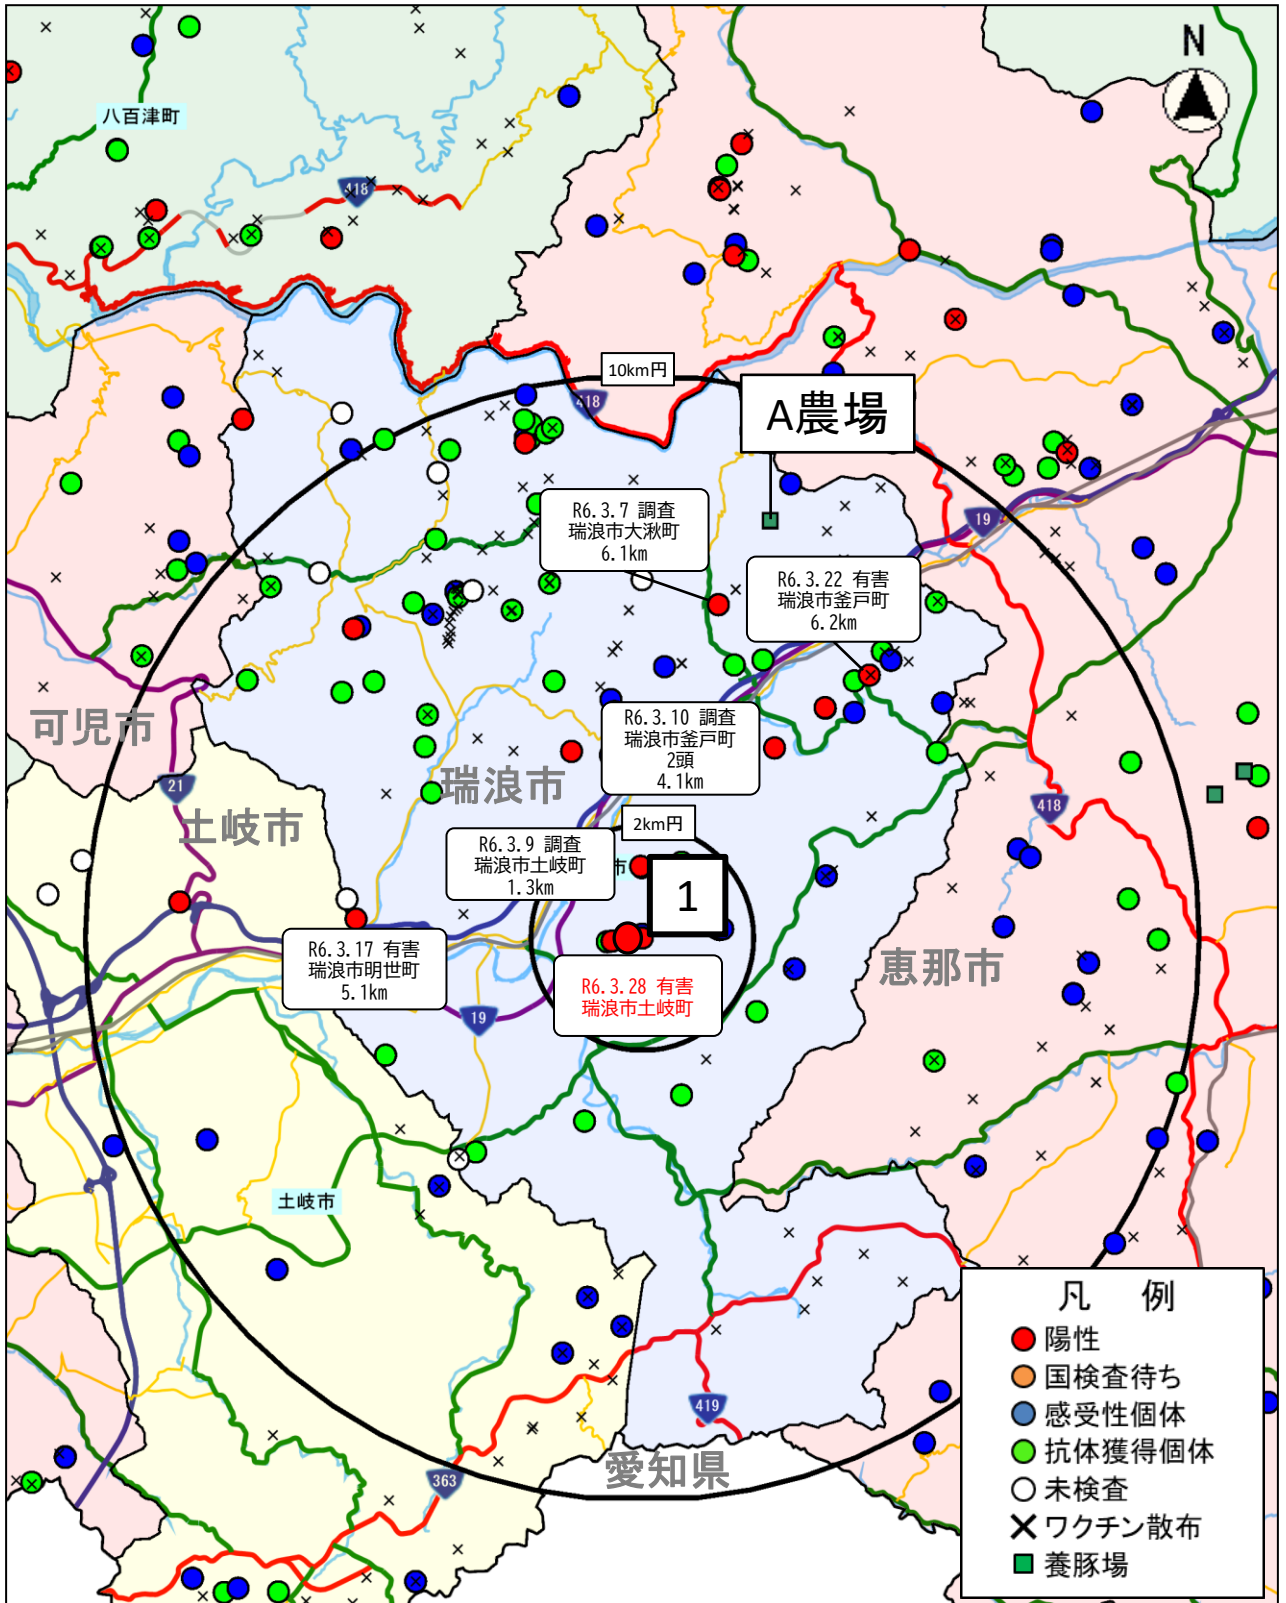 N
八百津町
418
10km円
418
A農場
R6.3.7 調査
瑞浪市大湫町
6.1km
19
R6.3.22 有害
瑞浪市釜戸町
6.2km
可児市
R6.3.10 調査
瑞浪市釜戸町
2頭
4.1km
21
瑞浪市
土岐市
418
2km円
R6.3.9 調査
瑞浪市土岐町
1.3km
市
1
恵那市
R6.3.17 有害
瑞浪市明世町
5.1km
R6.3.28 有害
瑞浪市土岐町
19
土岐市
419
愛知県
363
凡 例
陽性
国検査待ち
感受性個体
抗体獲得個体
未検査
ワクチン散布
養豚場